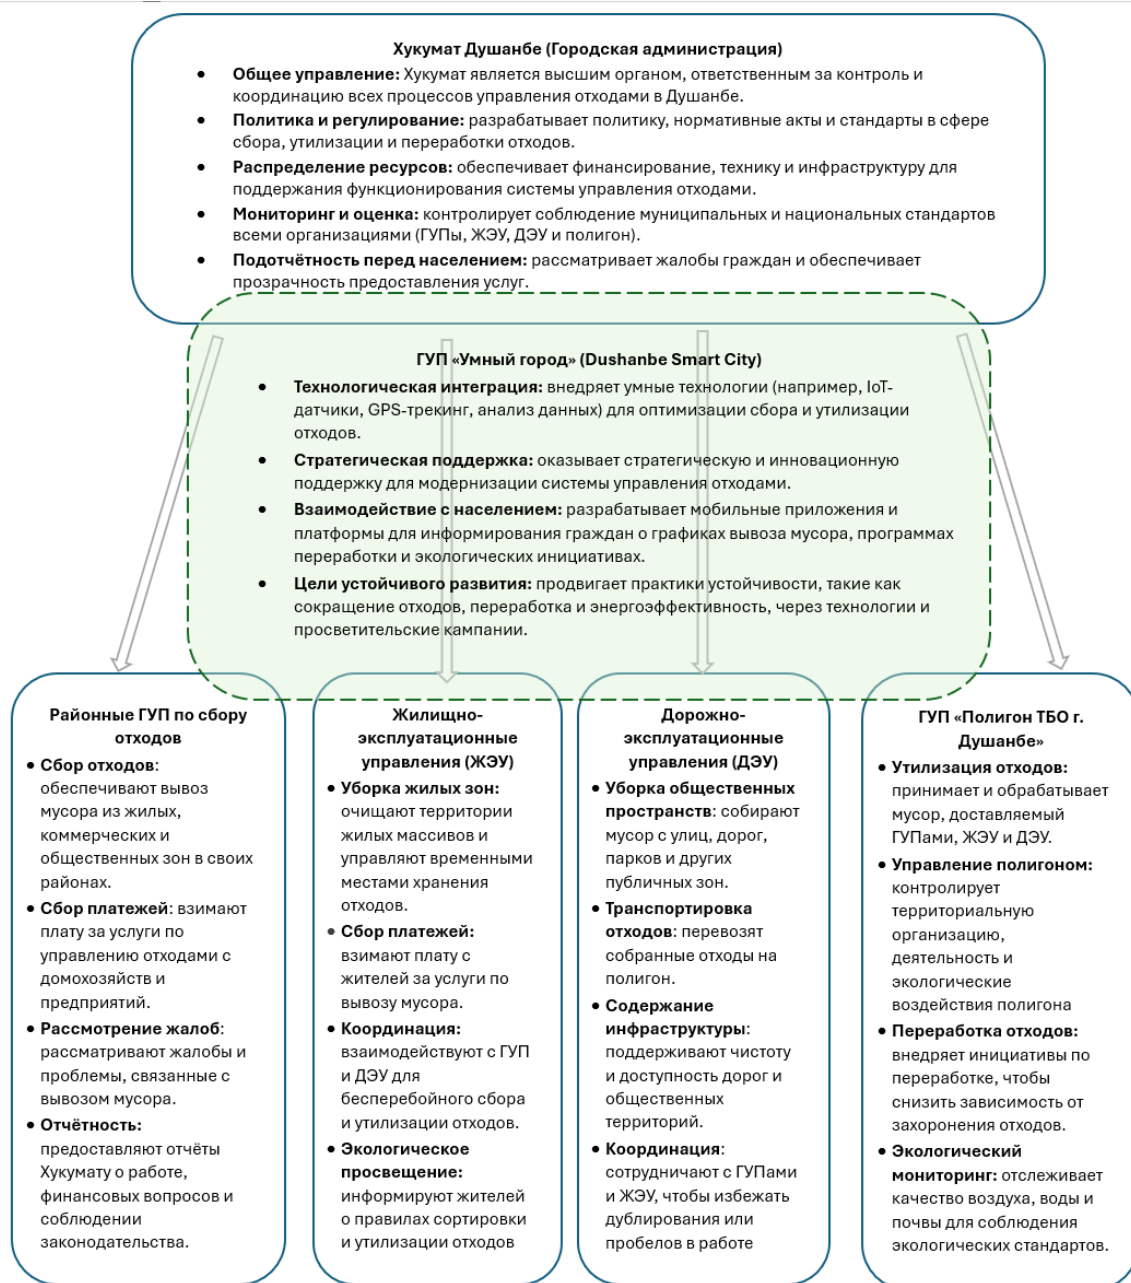 Хукумат Душанбе (Городская администрация)
• Общее управление: Хукумат является высшим органом, ответственным за контроль и
координацию всех процессов управления отходами в Душанбе.
• Политика и регулирование: разрабатывает политику, нормативные акты и стандарты в сфере
сбора, утилизации и переработки отходов.
• Распределение ресурсов: обеспечивает финансирование, технику и инфраструктуру для
поддержания функционирования системы управления отходами.
• Мониторинг и оценка: контролирует соблюдение муниципальных и национальных стандартов
всеми организациями (ГУПы, ЖЭУ, ДЭУ и полигон).
• Подотчётность перед населением: рассматривает жалобы граждан и обеспечивает
прозрачность предоставления услуг.
ГУП «Умный город» (Dushanbe Smart City)
• Технологическая интеграция: внедряет умные технологии (например, IoT-
датчики, GPS-трекинг, анализ данных) для оптимизации сбора и утилизации
отходов.
• Стратегическая поддержка: оказывает стратегическую и инновационную
поддержку для модернизации системы управления отходами.
• Взаимодействие с населением: разрабатывает мобильные приложения и
платформы для информирования граждан о графиках вывоза мусора, программах
переработки и экологических инициативах.
• Цели устойчивого развития: продвигает практики устойчивости, такие как
сокращение отходов, переработка и энергоэффективность, через технологии и
просветительские кампании.
Районные ГУП по сбору
отходов
• Сбор отходов:
обеспечивают вывоз
мусора из жилых,
коммерческих и
общественных зон в своих
районах.
• Сбор платежей: взимают
плату за услуги по
управлению отходами с
домохозяйств и
предприятий.
• Рассмотрение жалоб:
рассматривают жалобы и
проблемы, связанные с
вывозом мусора.
• Отчётность:
предоставляют отчёты
Хукумату о работе,
финансовых вопросов и
соблюдении
законодательства.
Жилищно-
эксплуатационные
управления (ЖЭУ)
• Уборка жилых зон:
очищают территории
жилых массивов и
управляют временными
местами хранения
отходов.
• Сбор платежей:
взимают плату с
жителей за услуги по
вывозу мусора.
• Координация:
взаимодействуют с ГУП
и ДЭУ для
бесперебойного сбора
и утилизации отходов.
• Экологическое
просвещение:
информируют жителей
о правилах сортировки
и утилизации отходов
Дорожно-
эксплуатационные
управления (ДЭУ)
• Уборка общественных
пространств: собирают
мусор с улиц, дорог,
парков и других
публичных зон.
• Транспортировка
отходов: перевозят
собранные отходы на
полигон.
• Содержание
инфраструктуры:
поддерживают чистоту
и доступность дорог и
общественных
территорий.
• Координация:
сотрудничают с ГУПами
и ЖЭУ, чтобы избежать
дублирования или
пробелов в работе
ГУП «Полигон ТБО г.
Душанбе»
• Утилизация отходов:
принимает и обрабатывает
мусор, доставляемый
ГУПами, ЖЭУ и ДЭУ.
• Управление полигоном:
контролирует
территориальную
организацию,
деятельность и
экологические
воздействия полигона
• Переработка отходов:
внедряет инициативы по
переработке, чтобы
снизить зависимость от
захоронения отходов.
• Экологический
мониторинг: отслеживает
качество воздуха, воды и
почвы для соблюдения
экологических стандартов.